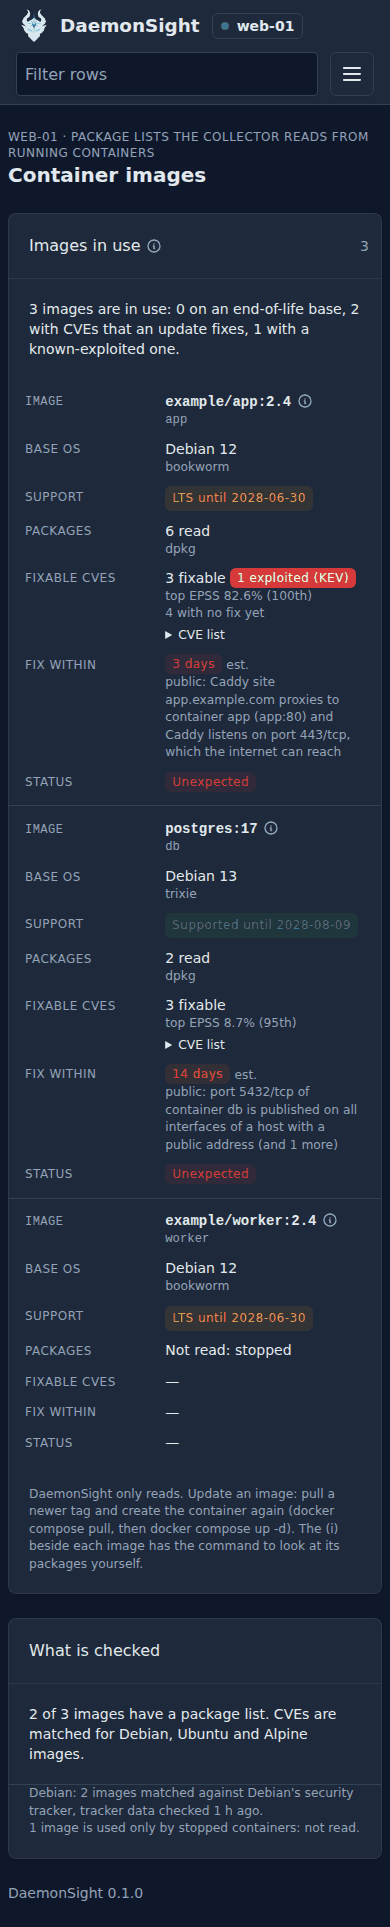 DaemonSight web-01
Filter rows
WEB-01 · PACKAGE LISTS THE COLLECTOR READS FROM
RUNNING CONTAINERS
Container images
Images in use 3
3 images are in use: 0 on an end-of-life base, 2
with CVEs that an update fixes, 1 with a
known-exploited one.
IMAGE example/app:2.4
app
BASE OS Debian 12
bookworm
SUPPORT LTS until 2028-06-30
PACKAGES 6 read
dpkg
FIXABLE CVES 3 fixable 1 exploited (KEV)
top EPSS 82.6% (100th)
4 with no fix yet
▶ CVE list
FIX WITHIN 3 days est.
public: Caddy site
app.example.com proxies to
container app (app:80) and
Caddy listens on port 443/tcp,
which the internet can reach
STATUS Unexpected
IMAGE postgres:17
db
BASE OS Debian 13
trixie
SUPPORT Supported until 2028-08-09
PACKAGES 2 read
dpkg
FIXABLE CVES 3 fixable
top EPSS 8.7% (95th)
▶ CVE list
FIX WITHIN 14 days est.
public: port 5432/tcp of
container db is published on all
interfaces of a host with a
public address (and 1 more)
STATUS Unexpected
IMAGE example/worker:2.4
worker
BASE OS Debian 12
bookworm
SUPPORT LTS until 2028-06-30
PACKAGES Not read: stopped
FIXABLE CVES —
FIX WITHIN —
STATUS —
DaemonSight only reads. Update an image: pull a
newer tag and create the container again (docker
compose pull, then docker compose up -d). The (i)
beside each image has the command to look at its
packages yourself.
What is checked
2 of 3 images have a package list. CVEs are
matched for Debian, Ubuntu and Alpine
images.
Debian: 2 images matched against Debian's security
tracker, tracker data checked 1 h ago.
1 image is used only by stopped containers: not read.
DaemonSight 0.1.0